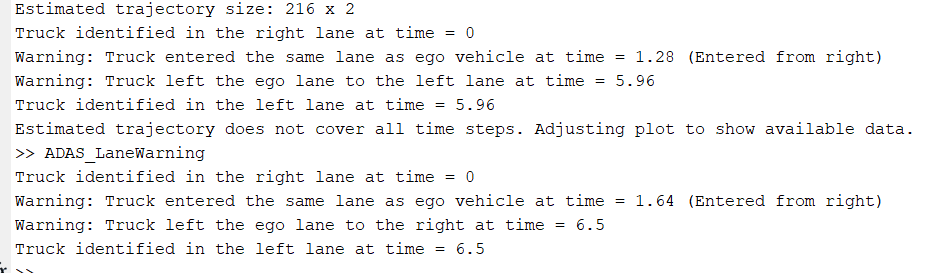 Estimated trajectory size: 216 x 2
Truck identified in the right lane at time = 0
Warning: Truck entered the same lane as ego vehicle at time = 1.28 (Entered from right)
Warning: Truck left the ego lane to the left lane at time = 5.96
Truck identified in the left lane at time = 5.96
Estimated trajectory does not cover all time steps. Adjusting plot to show available data.
>> ADAS_LaneWarning
Truck identified in the right lane at time = 0
Warning: Truck entered the same lane as ego vehicle at time = 1.64 (Entered from right)
Warning: Truck left the ego lane to the right at time = 6.5
Truck identified in the left lane at time = 6.5
>>